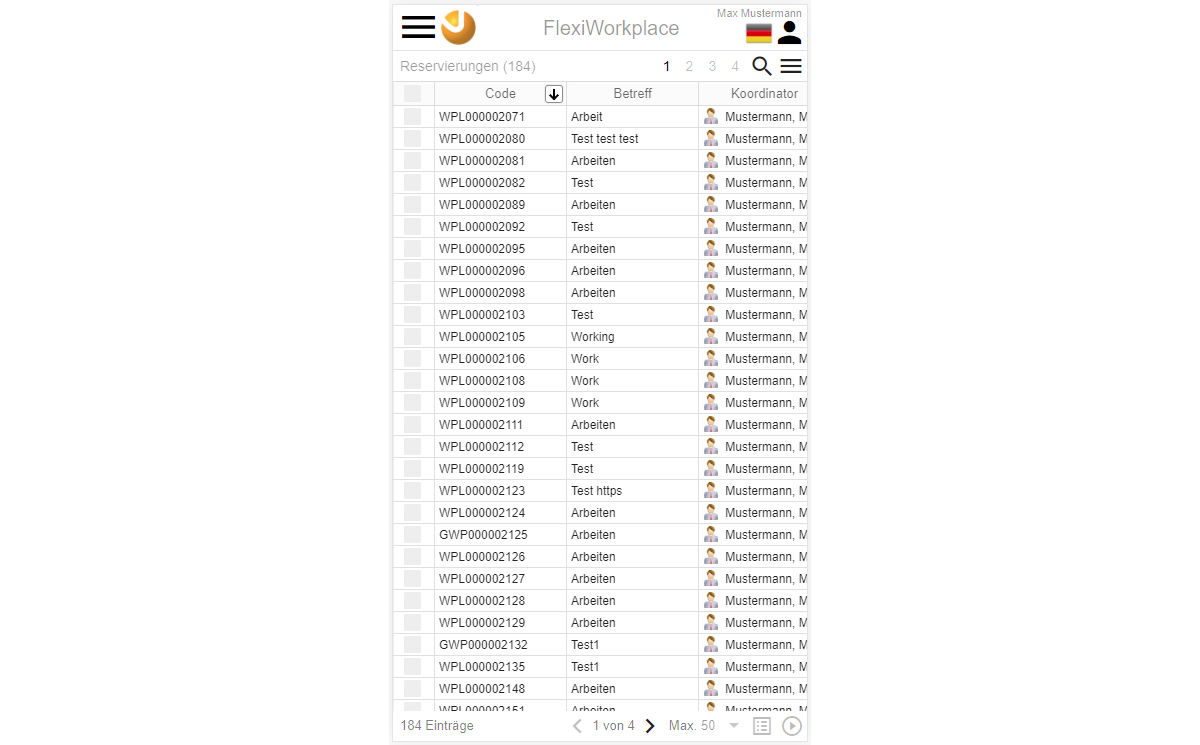 Max Mustermann
FlexiWorkplace
Reservierungen (184) 1 2 3 4
Code Betreff Koordinator
WPL000002071 Arbeit Mustermann, M
WPL000002080 Test test test Mustermann, M
WPL000002081 Arbeiten Mustermann, M
WPL000002082 Test Mustermann, M
WPL000002089 Arbeiten Mustermann, M
WPL000002092 Test Mustermann, M
WPL000002095 Arbeiten Mustermann, M
WPL000002096 Arbeiten Mustermann, M
WPL000002098 Arbeiten Mustermann, M
WPL000002103 Test Mustermann, M
WPL000002105 Working Mustermann, M
WPL000002106 Work Mustermann, M
WPL000002108 Work Mustermann, M
WPL000002109 Work Mustermann, M
WPL000002111 Arbeiten Mustermann, M
WPL000002112 Test Mustermann, M
WPL000002119 Test Mustermann, M
WPL000002123 Test https Mustermann, M
WPL000002124 Arbeiten Mustermann, M
GWP000002125 Arbeiten Mustermann, M
WPL000002126 Arbeiten Mustermann, M
WPL000002127 Arbeiten Mustermann, M
WPL000002128 Arbeiten Mustermann, M
WPL000002129 Arbeiten Mustermann, M
GWP000002132 Test1 Mustermann, M
WPL000002135 Test1 Mustermann, M
WPL000002148 Arbeiten Mustermann, M
WPL000002151 Arbeiten Mustermann, M
184 Einträge 1 von 4 Max. 50